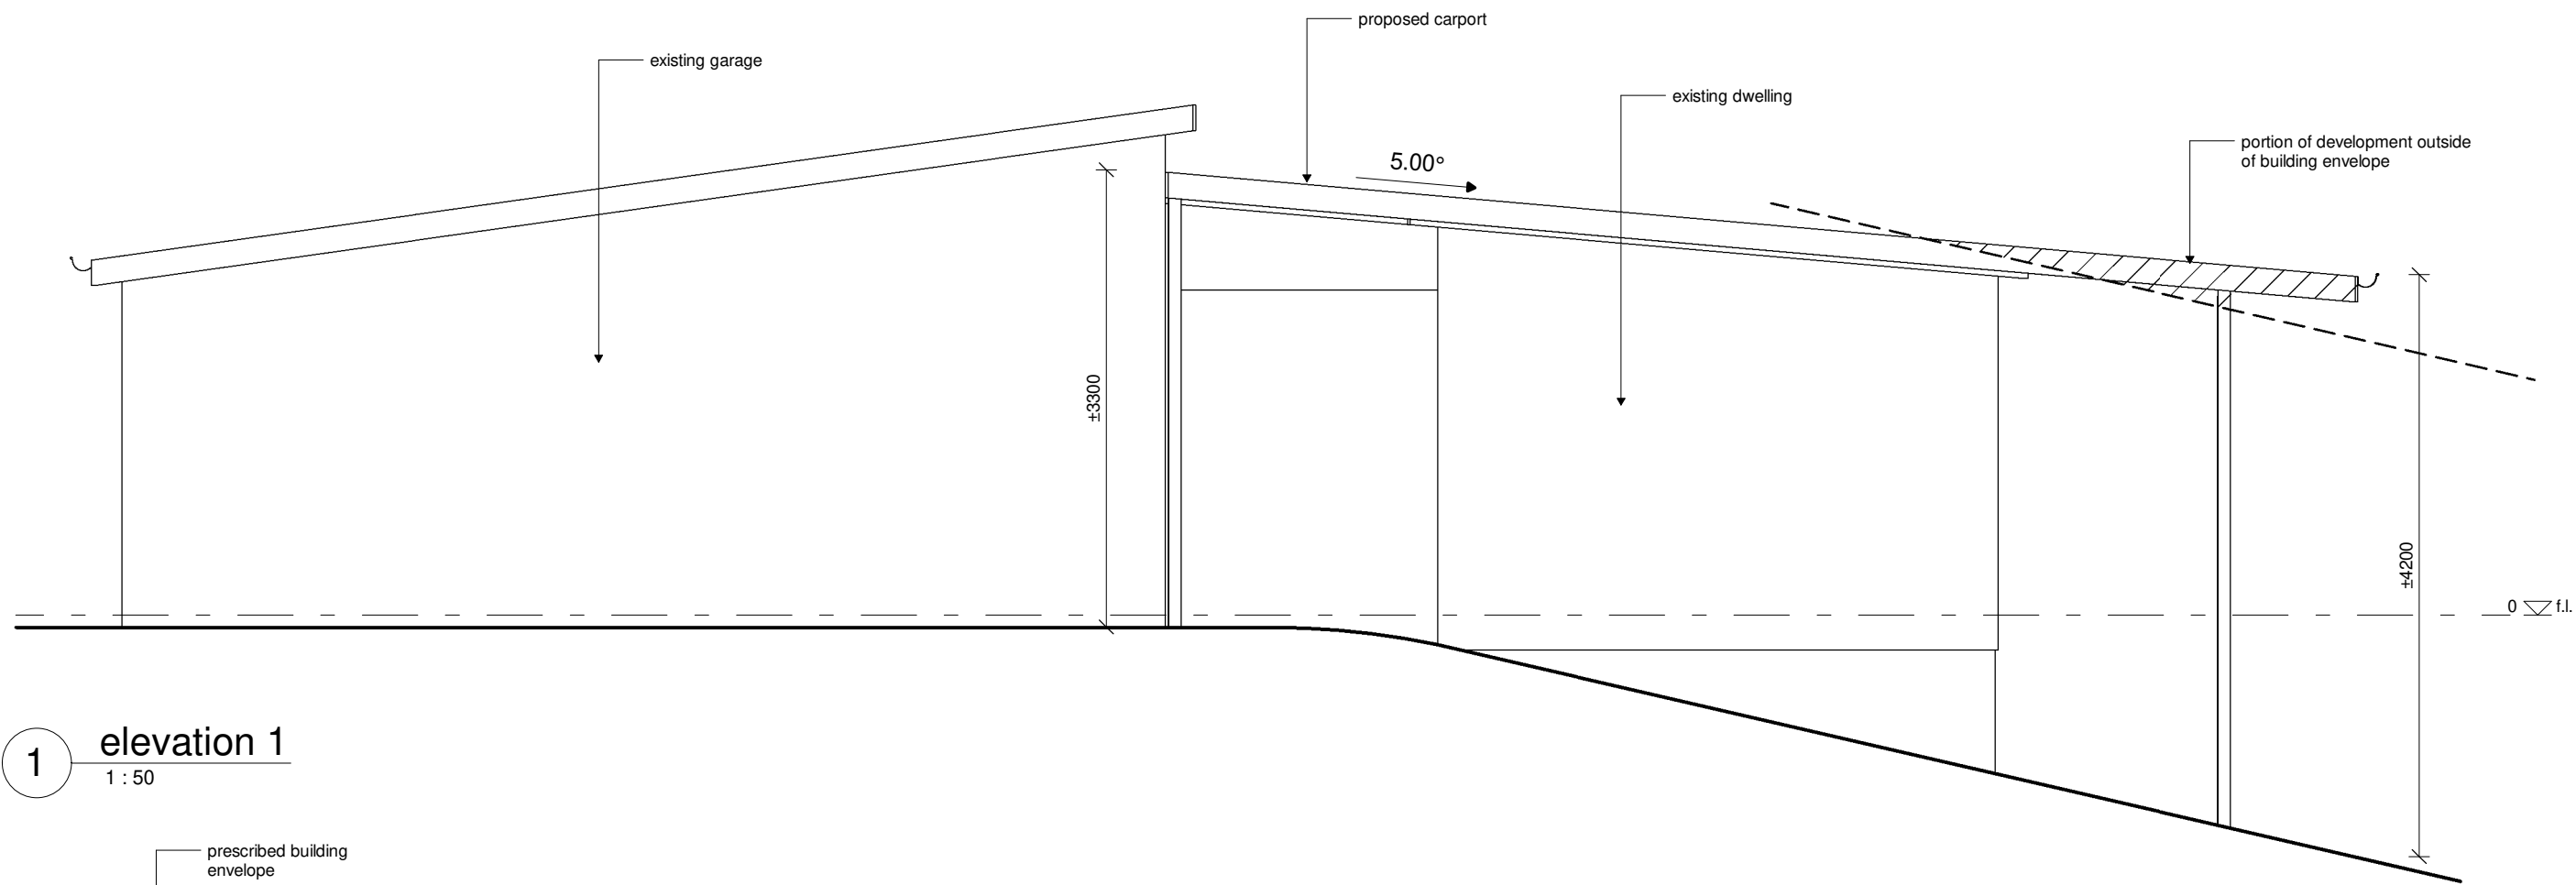 proposed carport
existing garage
existing dwelling
portion of development outside
of building envelope
5.00°
±3300
±4200
0 f.l.
1
elevation 1
1 : 50
prescribed building
envelope